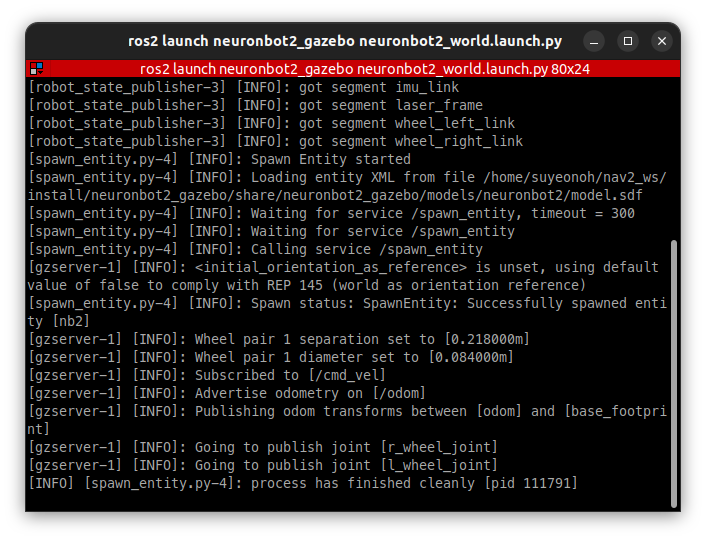 ros2 launch neuronbot2_gazebo neuronbot2_world.launch.py
ros2 launch neuronbot2_gazebo neuronbot2_world.launch.py 80x24
[robot_state_publisher-3] [INFO]: got segment imu_link
[robot_state_publisher-3] [INFO]: got segment laser_frame
[robot_state_publisher-3] [INFO]: got segment wheel_left_link
[robot_state_publisher-3] [INFO]: got segment wheel_right_link
[spawn_entity.py-4] [INFO]: Spawn Entity started
[spawn_entity.py-4] [INFO]: Loading entity XML from file /home/suyeonoh/nav2_ws/
install/neuronbot2_gazebo/share/neuronbot2_gazebo/models/neuronbot2/model.sdf
[spawn_entity.py-4] [INFO]: Waiting for service /spawn_entity, timeout = 300
[spawn_entity.py-4] [INFO]: Waiting for service /spawn_entity
[spawn_entity.py-4] [INFO]: Calling service /spawn_entity
[gzserver-1] [INFO]: <initial_orientation_as_reference> is unset, using default
value of false to comply with REP 145 (world as orientation reference)
[spawn_entity.py-4] [INFO]: Spawn status: SpawnEntity: Successfully spawned enti
ty [nb2]
[gzserver-1] [INFO]: Wheel pair 1 separation set to [0.218000m]
[gzserver-1] [INFO]: Wheel pair 1 diameter set to [0.084000m]
[gzserver-1] [INFO]: Subscribed to [/cmd_vel]
[gzserver-1] [INFO]: Advertise odometry on [/odom]
[gzserver-1] [INFO]: Publishing odom transforms between [odom] and [base_footpri
nt]
[gzserver-1] [INFO]: Going to publish joint [r_wheel_joint]
[gzserver-1] [INFO]: Going to publish joint [l_wheel_joint]
[INFO] [spawn_entity.py-4]: process has finished cleanly [pid 111791]